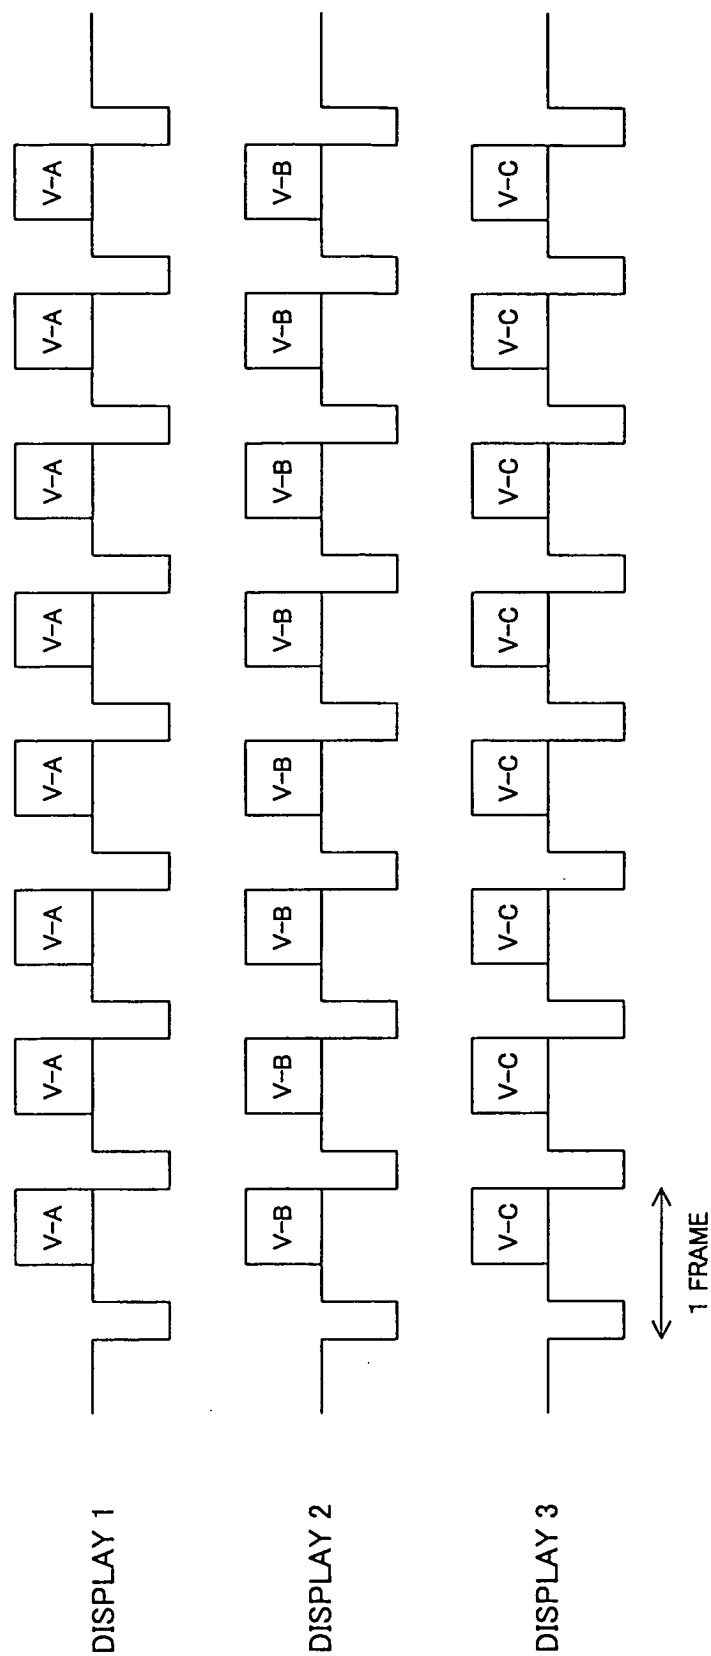 DISPLAY 1
V-A V-A V-A V-A V-A V-A V-A V-A
DISPLAY 2
V-B V-B V-B V-B V-B V-B V-B V-B
DISPLAY 3
V-C V-C V-C V-C V-C V-C V-C V-C
1 FRAME